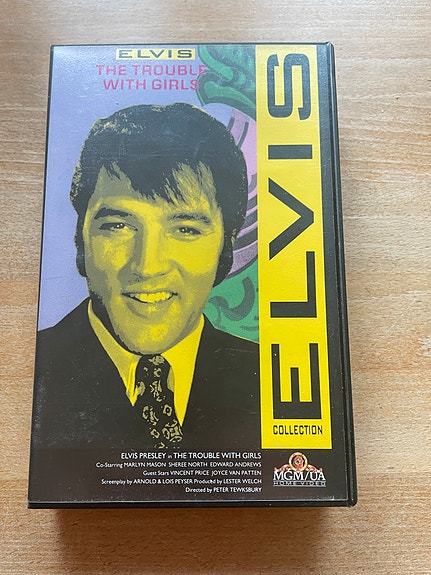 ELVIS
THE TROUBLE
WITH GIRLS
ELVIS
COLLECTION
ELVIS PRESLEY in THE TROUBLE WITH GIRLS
Co-Starring MARLYN MASON SHEREE NORTH EDWARD ANDREWS
Guest Stars VINCENT PRICE JOYCE VAN PATTEN
Screenplay by ARNOLD & LOIS PEYSER Produced by LESTER WELCH
Directed by PETER TEWKSBURY
MGM/UA
HOME VIDEO